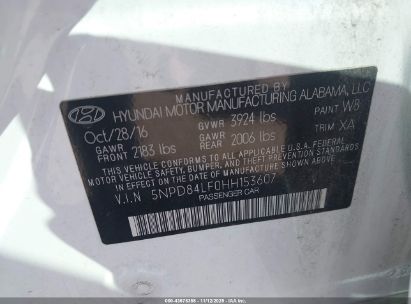 MANUFACTURED BY
HYUNDAI MOTOR MANUFACTURING ALABAMA, LLC
Oct/28/16 GVWR 3924 lbs PAINT W8
GAWR FRONT 2183 lbs GAWR REAR 2006 lbs TRIM XA
THIS VEHICLE CONFORMS TO ALL APPLICABLE U.S.A. FEDERAL
MOTOR VEHICLE SAFETY, BUMPER, AND THEFT PREVENTION
STANDARDS IN EFFECT ON THE DATE OF MANUFACTURE SHOWN ABOVE.
V.I.N 5NPD84LF0HH153607
PASSENGER CAR